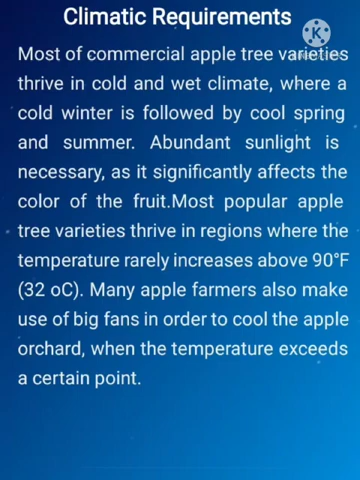 Climatic Requirements
Most of commercial apple tree varieties
thrive in cold and wet climate, where a
cold winter is followed by cool spring
and summer. Abundant sunlight is
necessary, as it significantly affects the
color of the fruit.Most popular apple
tree varieties thrive in regions where the
temperature rarely increases above 90°F
(32 oC). Many apple farmers also make
use of big fans in order to cool the apple
orchard, when the temperature exceeds
a certain point.